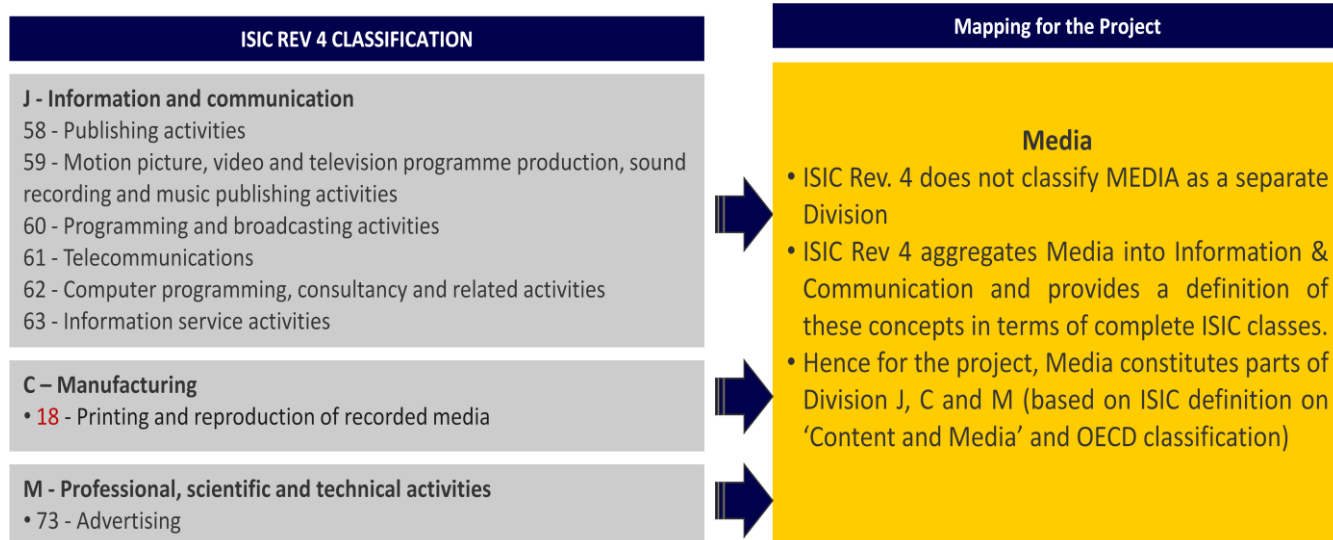 ISIC REV 4 CLASSIFICATION
J - Information and communication
58 - Publishing activities
59 - Motion picture, video and television programme production, sound
recording and music publishing activities
60 - Programming and broadcasting activities
61 - Telecommunications
62 - Computer programming, consultancy and related activities
63 - Information service activities
C – Manufacturing
• 18 - Printing and reproduction of recorded media
M - Professional, scientific and technical activities
• 73 - Advertising
Mapping for the Project
Media
• ISIC Rev. 4 does not classify MEDIA as a separate
Division
• ISIC Rev 4 aggregates Media into Information &
Communication and provides a definition of
these concepts in terms of complete ISIC classes.
• Hence for the project, Media constitutes parts of
Division J, C and M (based on ISIC definition on
‘Content and Media’ and OECD classification)